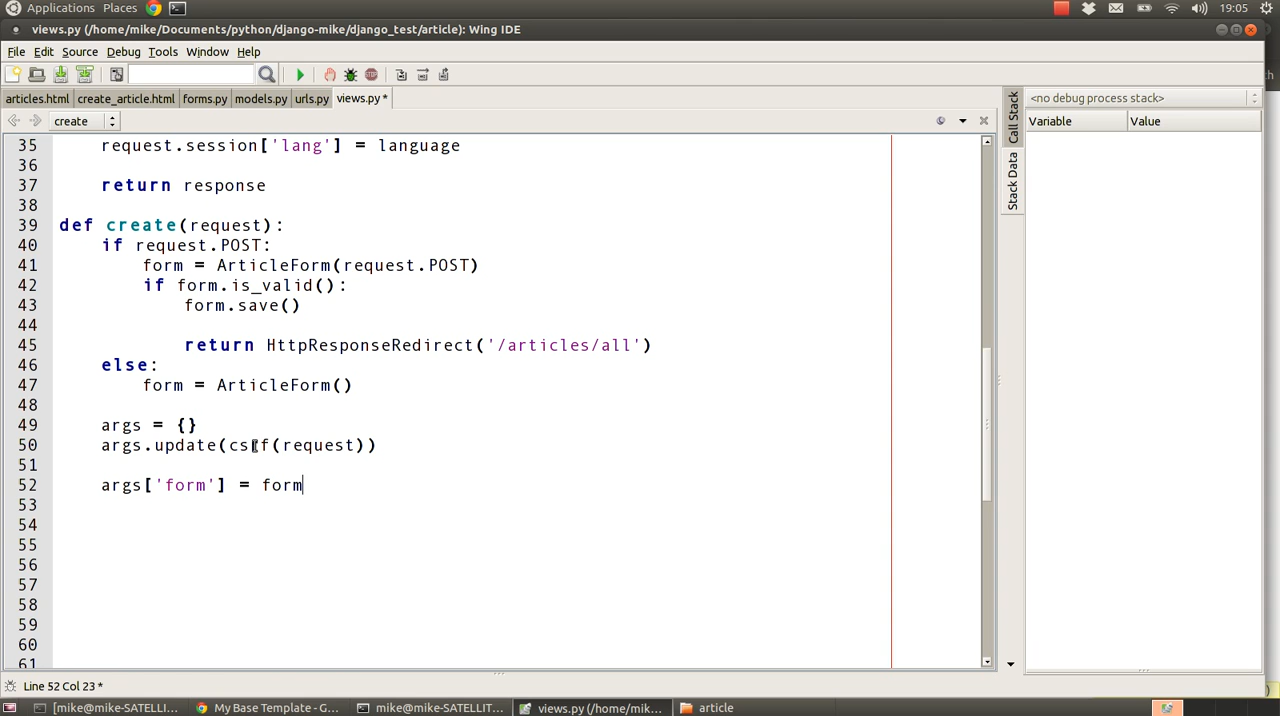 Applications Places 19:05
views.py (/home/mike/Documents/python/django-mike/django_test/article): Wing IDE
File Edit Source Debug Tools Window Help
articles.html create_article.html forms.py models.py urls.py views.py *
<no debug process stack>
create
Variable Value
Call Stack
Stack Data
35 request.session['lang'] = language
36
37 return response
38
39 def create(request):
40 if request.POST:
41 form = ArticleForm(request.POST)
42 if form.is_valid():
43 form.save()
44
45 return HttpResponseRedirect('/articles/all')
46 else:
47 form = ArticleForm()
48
49 args = {}
50 args.update(csrf(request))
51
52 args['form'] = form
53
54
55
56
57
58
59
60
61
Line 52 Col 23 *
[mike@mike-SATELLI... My Base Template - G... mike@mike-SATELLIT... views.py (/home/mik... article